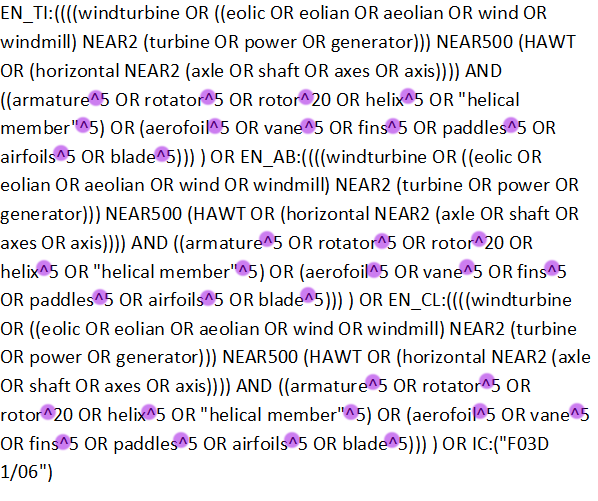 EN_TI:((((windturbine OR ((eolic OR eolian OR aeolian OR wind OR
windmill) NEAR2 (turbine OR power OR generator))) NEAR500 (HAWT
OR (horizontal NEAR2 (axle OR shaft OR axes OR axis)))) AND
((armature^5 OR rotator^5 OR rotor^20 OR helix^5 OR "helical
member"^5) OR (aerofoil^5 OR vane^5 OR fins^5 OR paddles^5 OR
airfoils^5 OR blade^5))) ) OR EN_AB:((((windturbine OR ((eolic OR
eolian OR aeolian OR wind OR windmill) NEAR2 (turbine OR power OR
generator))) NEAR500 (HAWT OR (horizontal NEAR2 (axle OR shaft OR
axes OR axis)))) AND ((armature^5 OR rotator^5 OR rotor^20 OR
helix^5 OR "helical member"^5) OR (aerofoil^5 OR vane^5 OR fins^5
OR paddles^5 OR airfoils^5 OR blade^5))) ) OR EN_CL:((((windturbine
OR ((eolic OR eolian OR aeolian OR wind OR windmill) NEAR2 (turbine
OR power OR generator))) NEAR500 (HAWT OR (horizontal NEAR2 (axle
OR shaft OR axes OR axis)))) AND ((armature^5 OR rotator^5 OR
rotor^20 OR helix^5 OR "helical member"^5) OR (aerofoil^5 OR vane^5
OR fins^5 OR paddles^5 OR airfoils^5 OR blade^5))) ) OR IC:("F03D
1/06")